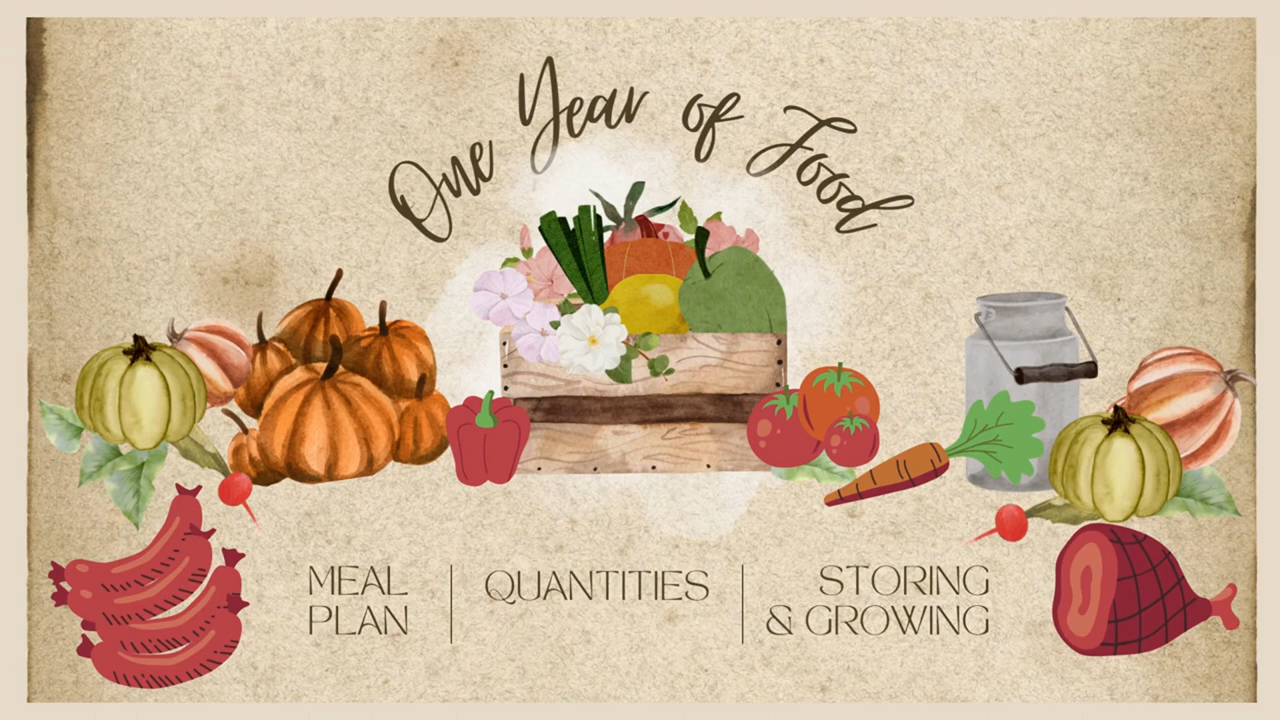 One Year of Food
MEAL
PLAN
QUANTITIES
STORING
& GROWING